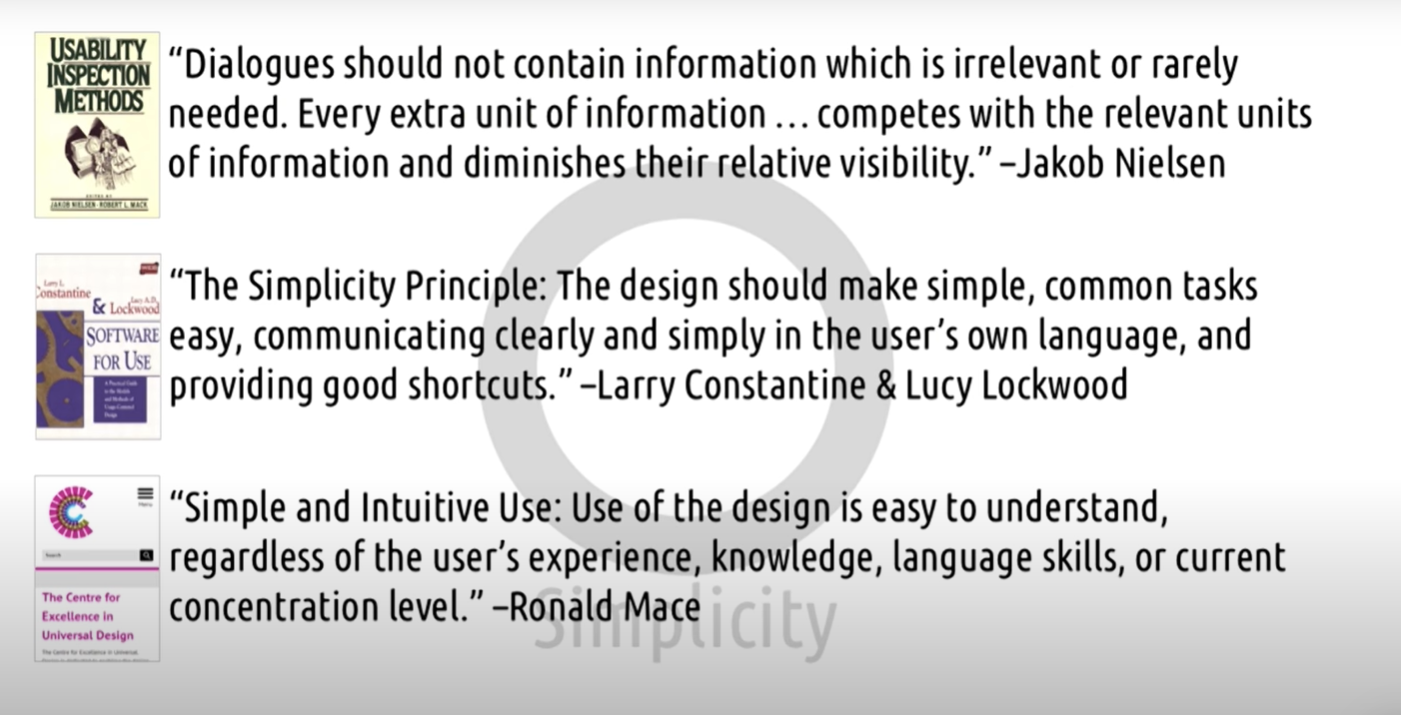 USABILITY
INSPECTION
METHODS
EDITED BY
JAKOB NIELSEN · ROBERT L. MACK
“Dialogues should not contain information which is irrelevant or rarely
needed. Every extra unit of information … competes with the relevant units
of information and diminishes their relative visibility.” –Jakob Nielsen
Larry L.
Constantine
Lucy A.D.
& Lockwood
SOFTWARE
FOR USE
A Practical Guide
to the Models
and Methods of
Usage-Centered
Design
“The Simplicity Principle: The design should make simple, common tasks
easy, communicating clearly and simply in the user’s own language, and
providing good shortcuts.” –Larry Constantine & Lucy Lockwood
Menu
Search
The Centre for
Excellence in
Universal Design
The Centre for Excellence in Universal
“Simple and Intuitive Use: Use of the design is easy to understand,
regardless of the user’s experience, knowledge, language skills, or current
concentration level.” –Ronald Mace
Simplicity